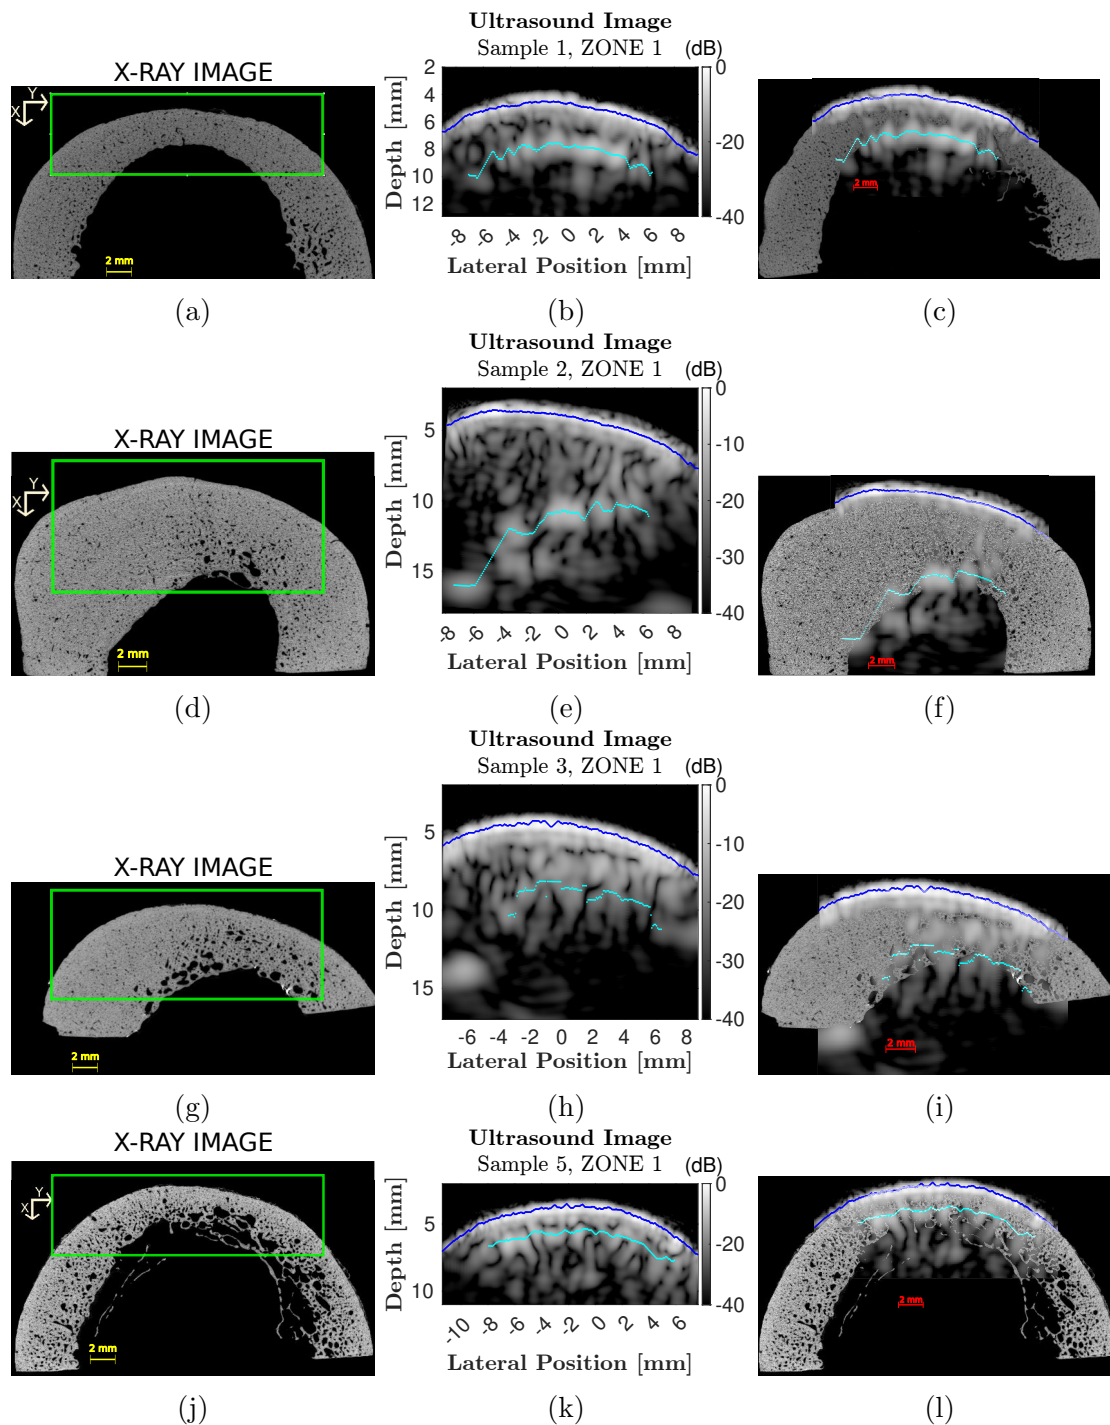 X-RAY IMAGE
X
Y
2 mm
(a)
Ultrasound Image
Sample 1, ZONE 1 (dB)
Depth [mm]
2
4
6
8
10
12
-8 -6 -4 -2 0 2 4 6 8
Lateral Position [mm]
0
-20
-40
(b)
2 mm
(c)
X-RAY IMAGE
X
Y
2 mm
(d)
Ultrasound Image
Sample 2, ZONE 1 (dB)
Depth [mm]
5
10
15
-8 -6 -4 -2 0 2 4 6 8
Lateral Position [mm]
0
-10
-20
-30
-40
(e)
2 mm
(f)
X-RAY IMAGE
2 mm
(g)
Ultrasound Image
Sample 3, ZONE 1 (dB)
Depth [mm]
5
10
15
-6 -4 -2 0 2 4 6 8
Lateral Position [mm]
0
-10
-20
-30
-40
(h)
2 mm
(i)
X-RAY IMAGE
X
Y
2 mm
(j)
Ultrasound Image
Sample 5, ZONE 1 (dB)
Depth [mm]
5
10
-10 -8 -6 -4 -2 0 2 4 6
Lateral Position [mm]
0
-20
-40
(k)
2 mm
(l)